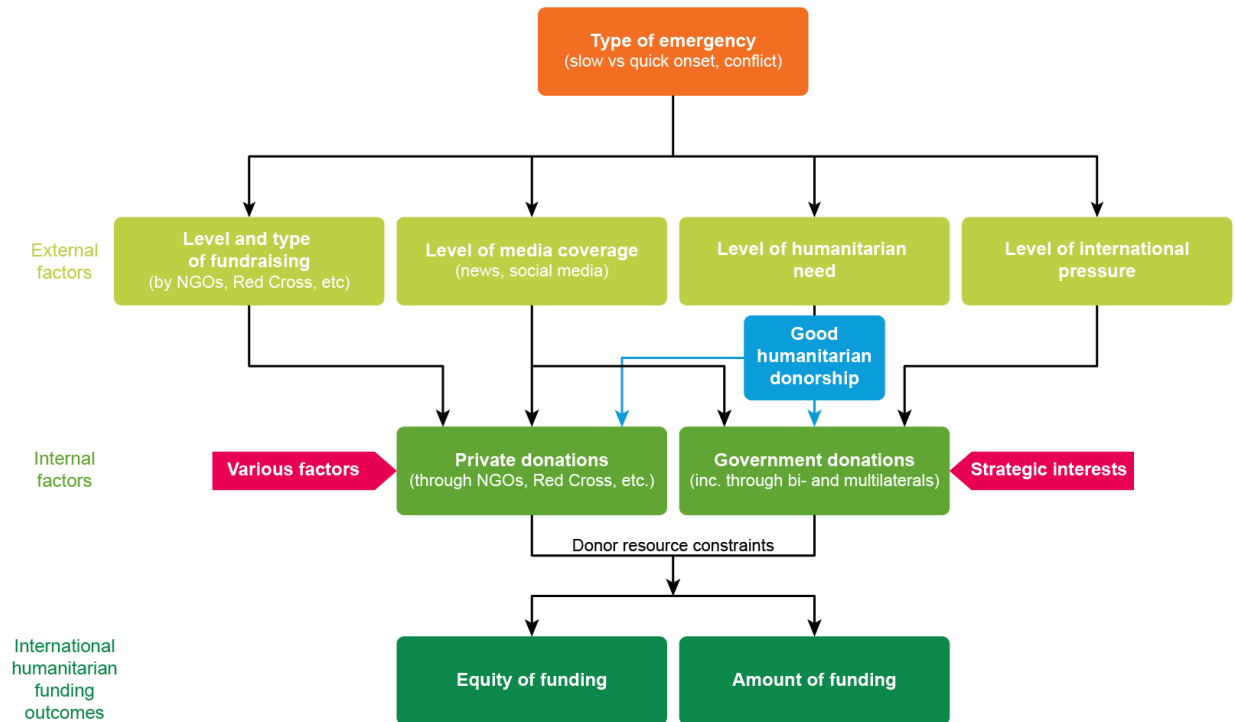 Type of emergency
(slow vs quick onset, conflict)
External
factors
Level and type
of fundraising
(by NGOs, Red Cross, etc)
Level of media coverage
(news, social media)
Level of humanitarian
need
Level of international
pressure
Good
humanitarian
donorship
Internal
factors
Various factors
Private donations
(through NGOs, Red Cross, etc.)
Government donations
(inc. through bi- and multilaterals)
Strategic interests
Donor resource constraints
International
humanitarian
funding
outcomes
Equity of funding
Amount of funding